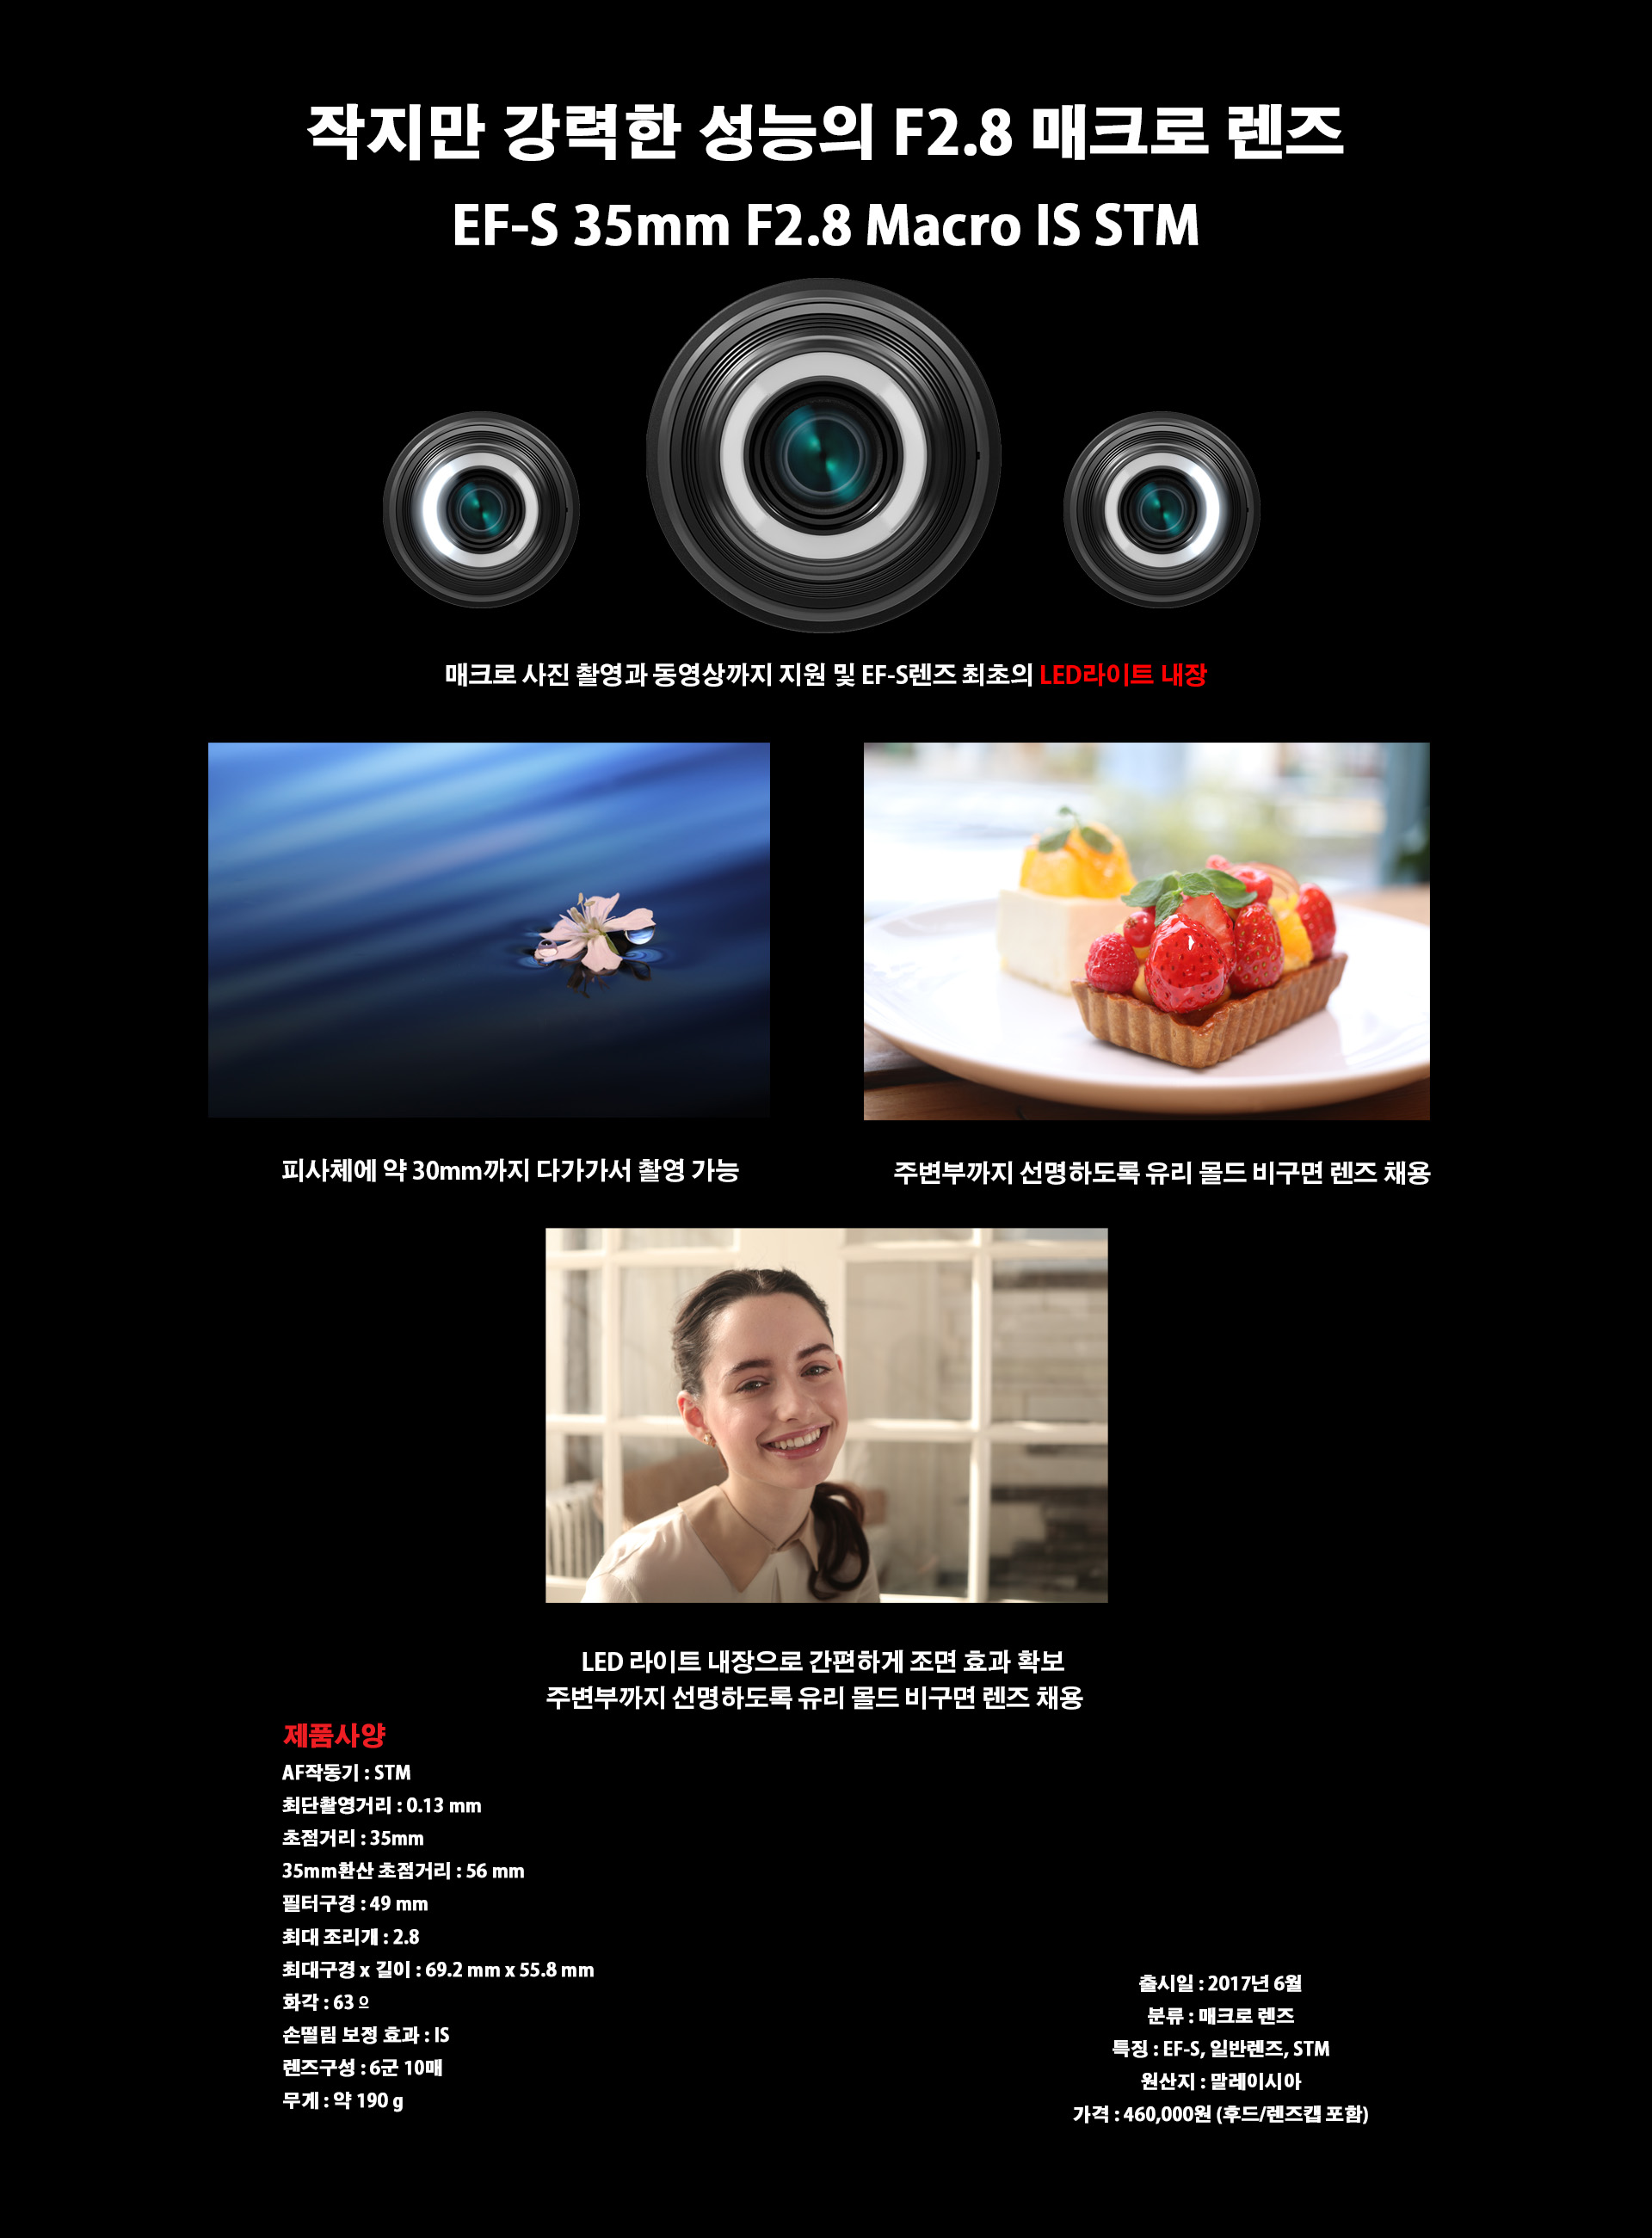 작지만 강력한 성능의 F2.8 매크로 렌즈
EF-S 35mm F2.8 Macro IS STM
매크로 사진 촬영과 동영상까지 지원 및 EF-S렌즈 최초의 LED라이트 내장
피사체에 약 30mm까지 다가가서 촬영 가능
주변부까지 선명하도록 유리 몰드 비구면 렌즈 채용
LED 라이트 내장으로 간편하게 조면 효과 확보
주변부까지 선명하도록 유리 몰드 비구면 렌즈 채용
제품사양
AF작동기 : STM
최단촬영거리 : 0.13 mm
초점거리 : 35mm
35mm환산 초점거리 : 56 mm
필터구경 : 49 mm
최대 조리개 : 2.8
최대구경 x 길이 : 69.2 mm x 55.8 mm
화각 : 63 º
손떨림 보정 효과 : IS
렌즈구성 : 6군 10매
무게 : 약 190 g
출시일 : 2017년 6월
분류 : 매크로 렌즈
특징 : EF-S, 일반렌즈, STM
원산지 : 말레이시아
가격 : 460,000원 (후드/렌즈캡 포함)